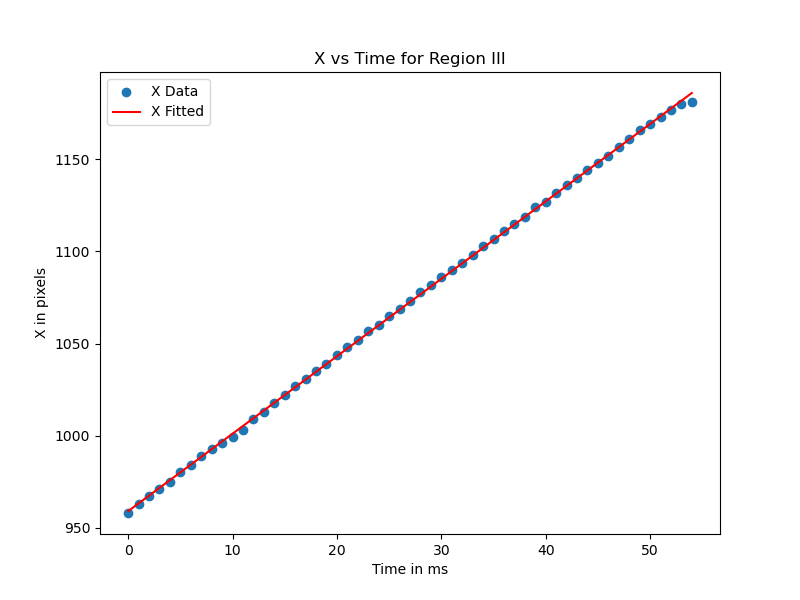 X vs Time for Region III
X Data
X Fitted
1150
1100
1050
1000
950
X in pixels
0 10 20 30 40 50
Time in ms